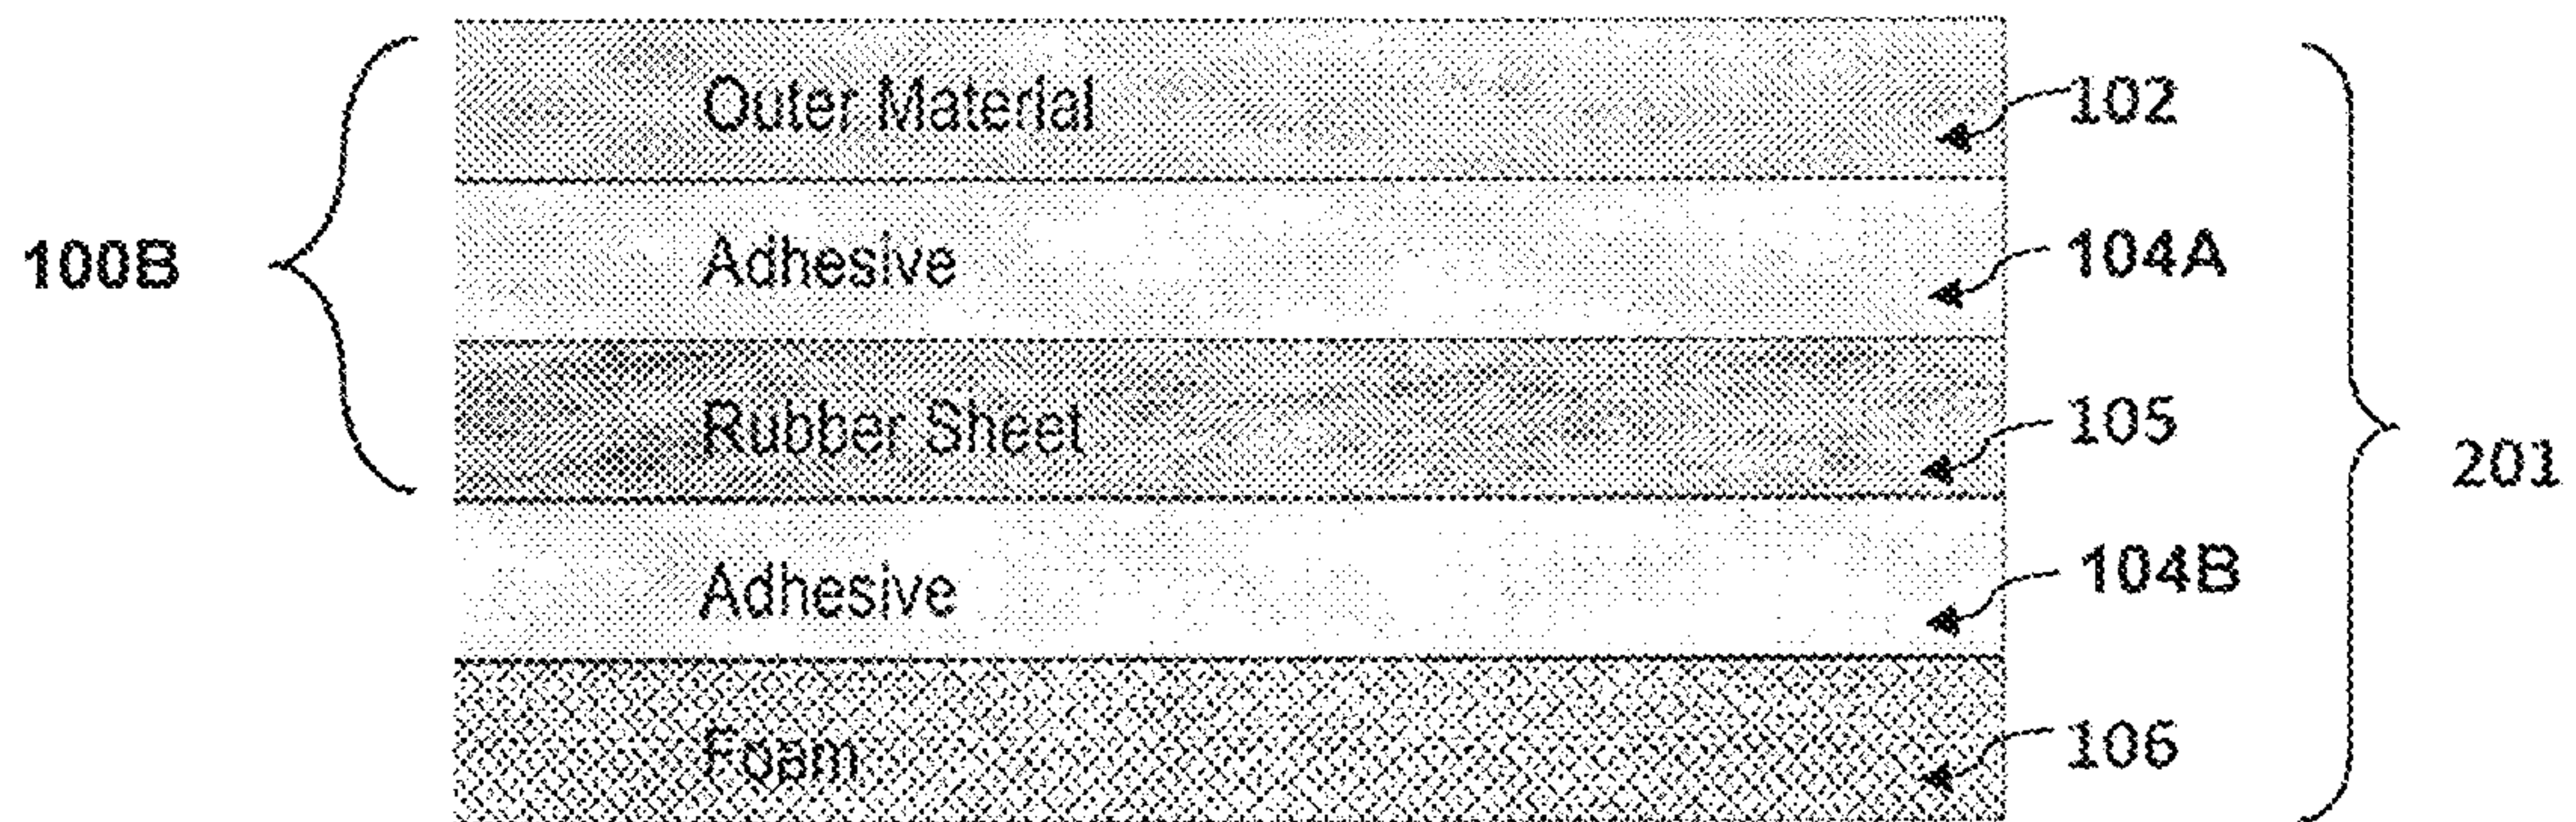 Outer Material 102
Adhesive 104A
100B
Rubber Sheet 105
201
Adhesive 104B
Foam 106